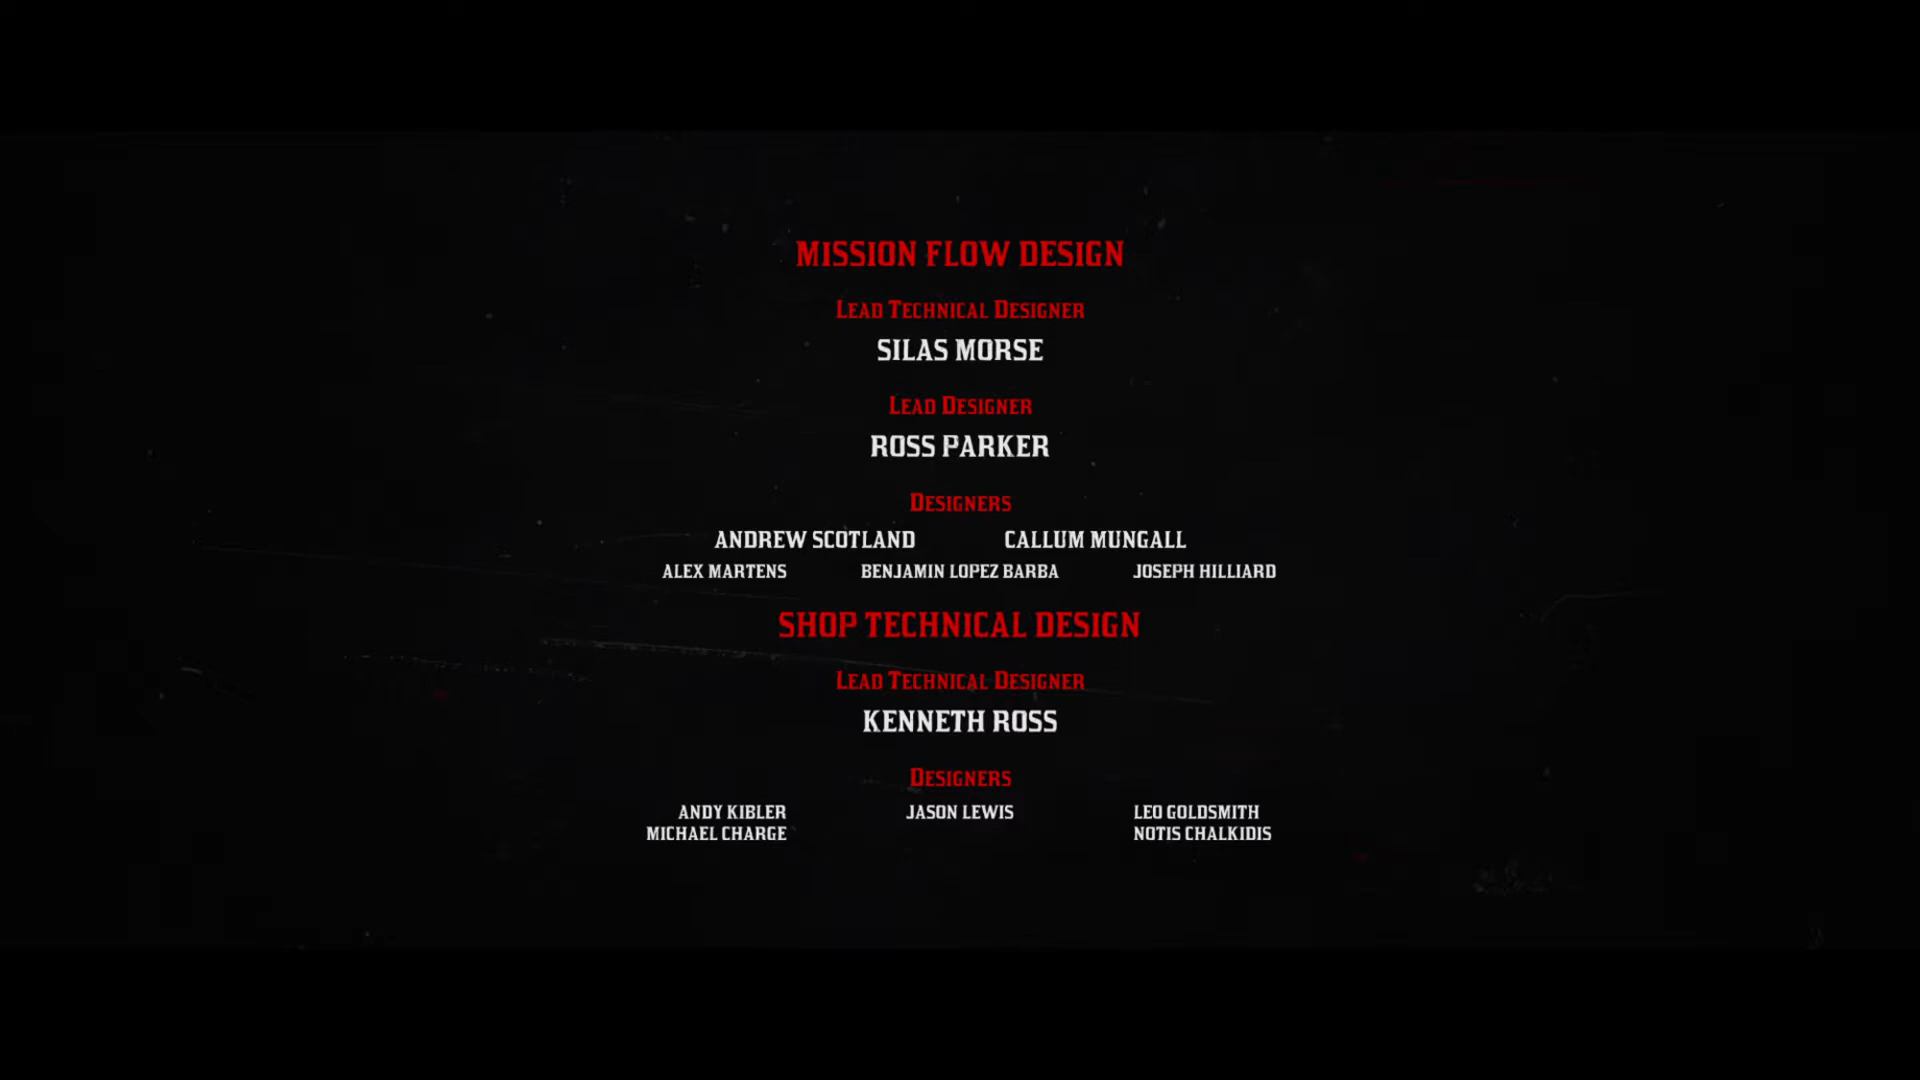 MISSION FLOW DESIGN
LEAD TECHNICAL DESIGNER
SILAS MORSE
LEAD DESIGNER
ROSS PARKER
DESIGNERS
ANDREW SCOTLAND CALLUM MUNGALL
ALEX MARTENS BENJAMIN LOPEZ BARBA JOSEPH HILLIARD
SHOP TECHNICAL DESIGN
LEAD TECHNICAL DESIGNER
KENNETH ROSS
DESIGNERS
ANDY KIBLER JASON LEWIS LEO GOLDSMITH
MICHAEL CHARGE NOTIS CHALKIDIS